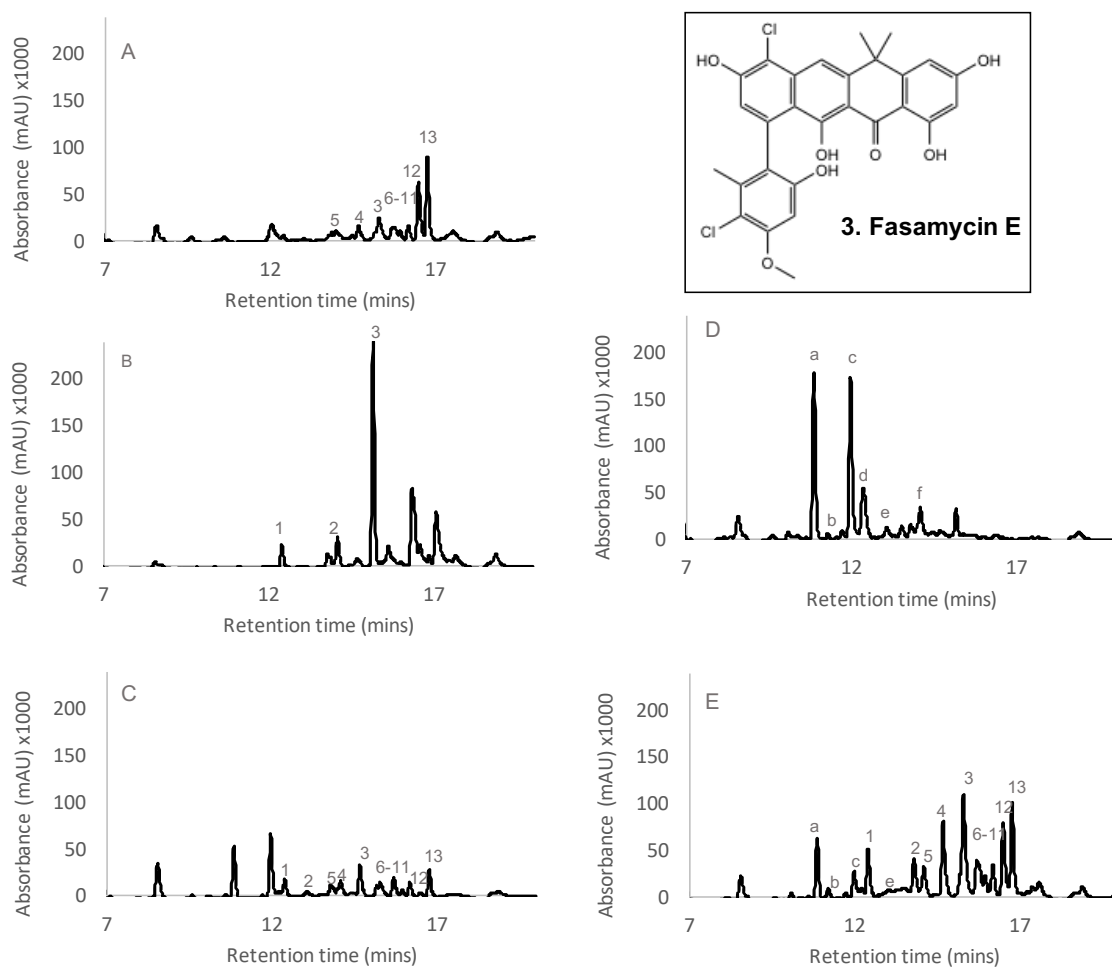 A
Absorbance (mAU) x1000
200
150
100
50
0
5
4
3
6-11
12
13
7
12
17
Retention time (mins)
Cl
HO
OH
OH
O
OH
OH
Cl
O
3. Fasamycin E
B
Absorbance (mAU) x1000
200
150
100
50
0
1
2
3
7
12
17
Retention time (mins)
D
Absorbance (mAU) x1000
200
150
100
50
0
a
b
c
d
e
f
7
12
17
Retention time (mins)
C
Absorbance (mAU) x1000
200
150
100
50
0
1
2
5
4
3
6-11
12
13
7
12
17
Retention time (mins)
E
Absorbance (mAU) x1000
200
150
100
50
0
a
b
c
1
e
2
5
4
3
6-11
12
13
7
12
17
Retention time (mins)